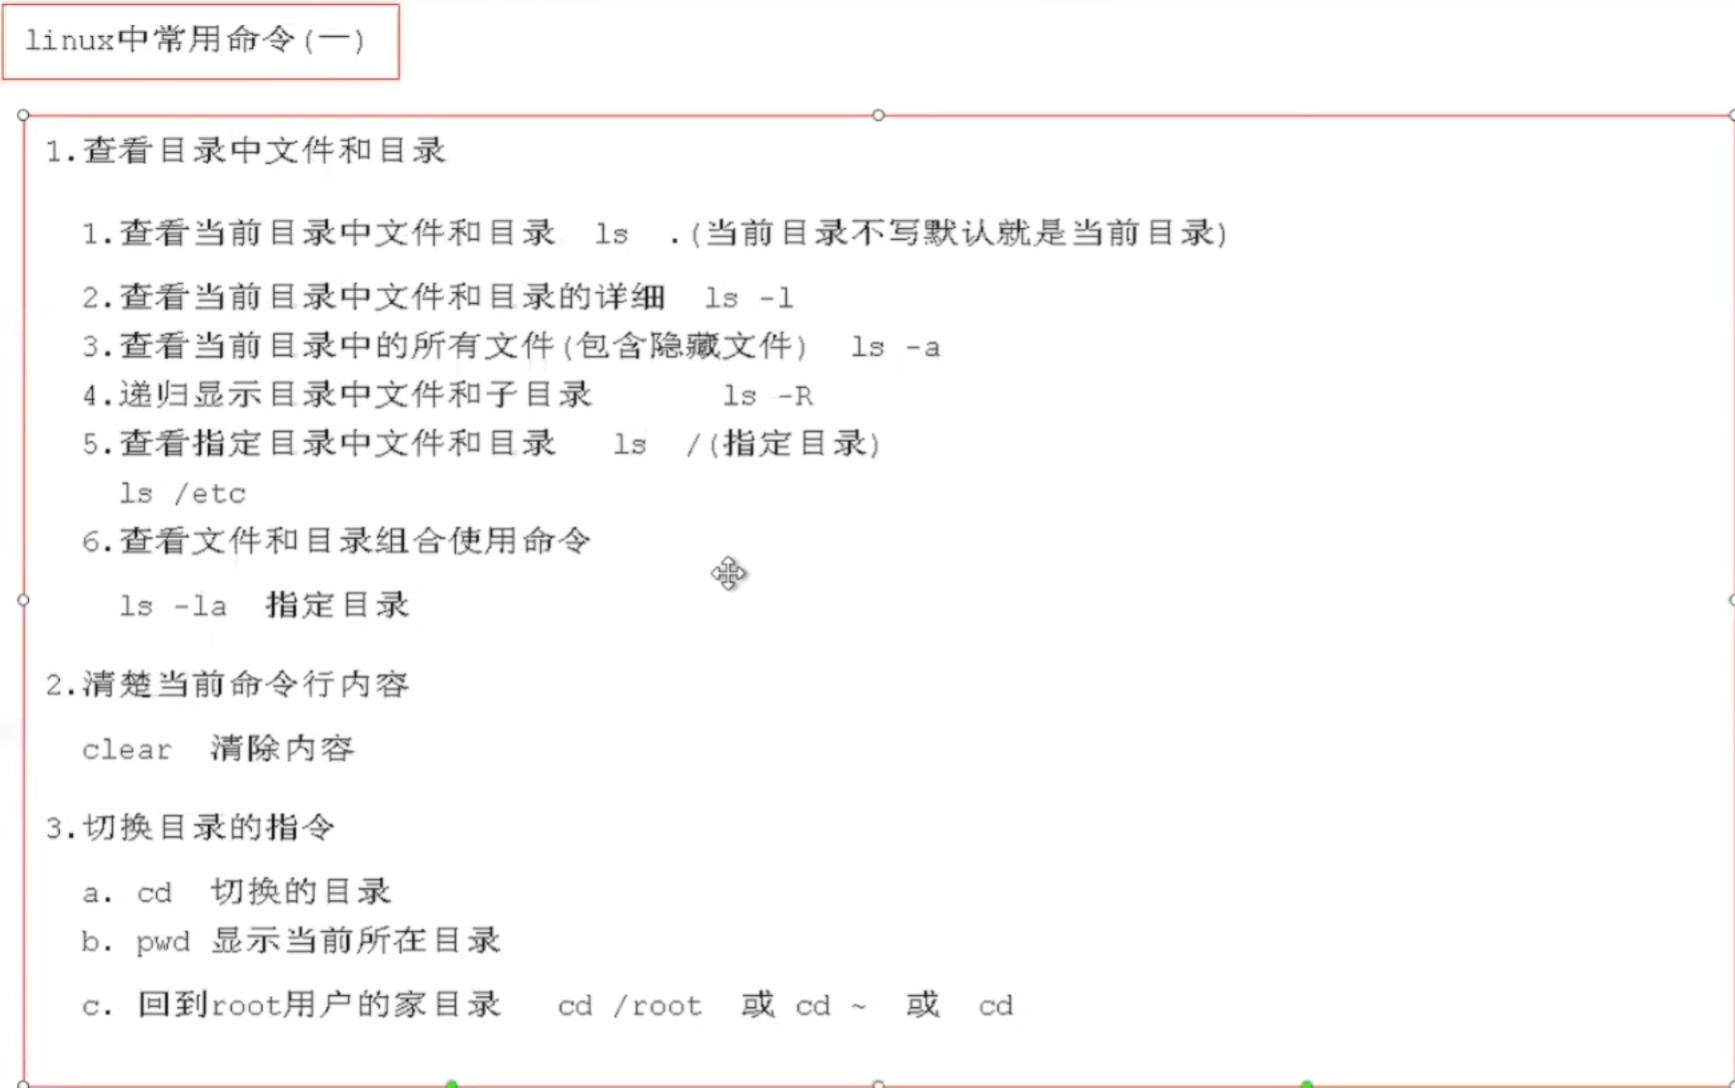 linux中常用命令(一)
1.查看目录中文件和目录
1.查看当前目录中文件和目录 ls .(当前目录不写默认就是当前目录)
2.查看当前目录中文件和目录的详细 ls -l
3.查看当前目录中的所有文件(包含隐藏文件) ls -a
4.递归显示目录中文件和子目录 ls -R
5.查看指定目录中文件和目录 ls /(指定目录)
ls /etc
6.查看文件和目录组合使用命令
ls -la 指定目录
2.清楚当前命令行内容
clear 清除内容
3.切换目录的指令
a. cd 切换的目录
b. pwd 显示当前所在目录
c. 回到root用户的家目录 cd /root 或 cd ~ 或 cd